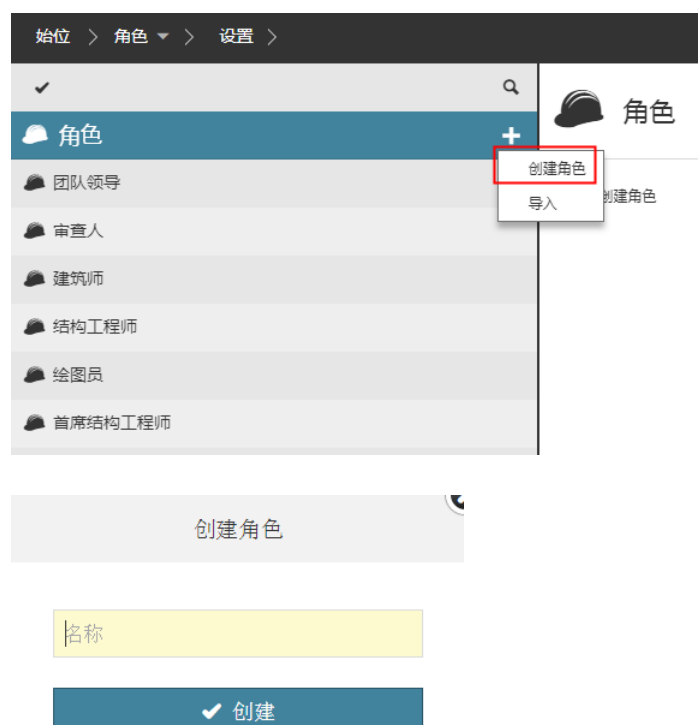 始位 > 角色 > 设置 >
角色
角色
创建角色
团队领导
导入
创建角色
审查人
建筑师
结构工程师
绘图员
首席结构工程师
创建角色
名称
创建